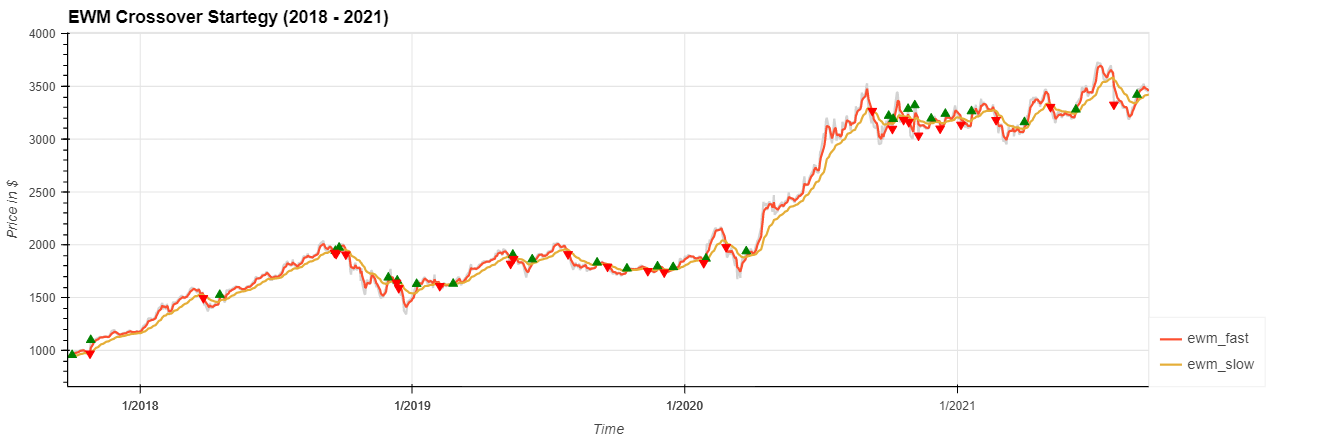 EWM Crossover Startegy (2018 - 2021)
4000
3500
3000
2500
2000
1500
1000
Price in $
1/2018
1/2019
1/2020
1/2021
Time
ewm_fast
ewm_slow